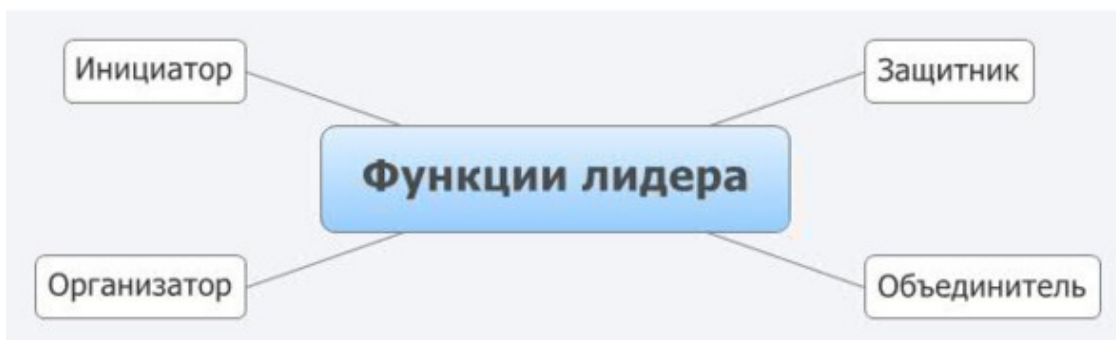 Инициатор
Защитник
Функции лидера
Организатор
Объединитель